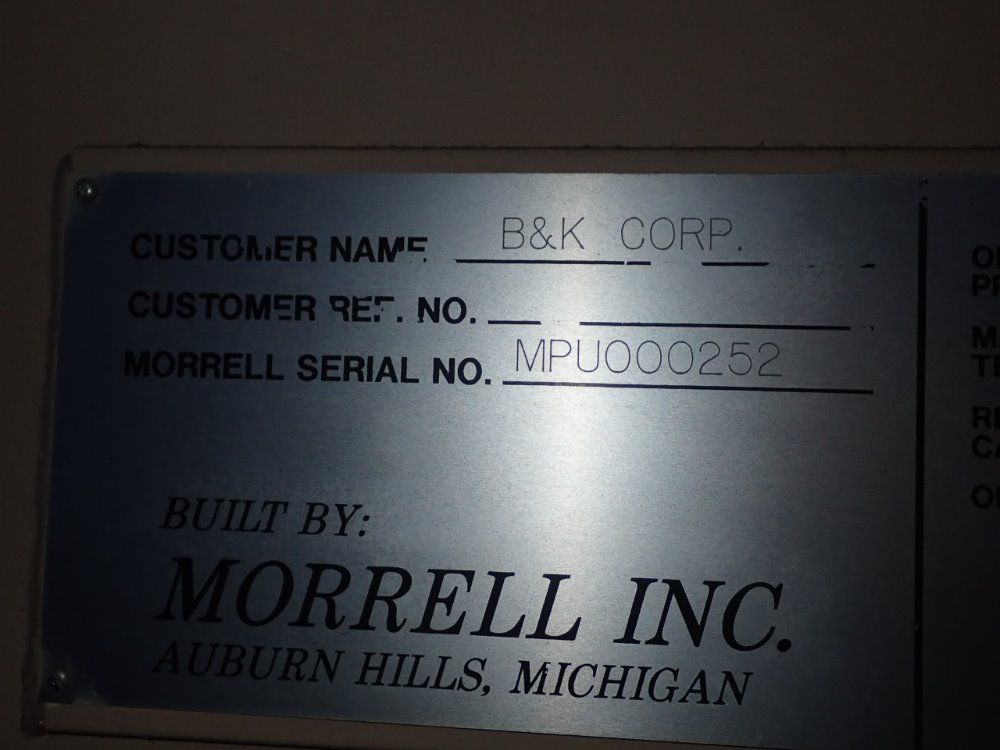 CUSTOMER NAME B&K CORP.
CUSTOMER REF. NO.
MORRELL SERIAL NO. MPU000252
BUILT BY:
MORRELL INC.
AUBURN HILLS, MICHIGAN